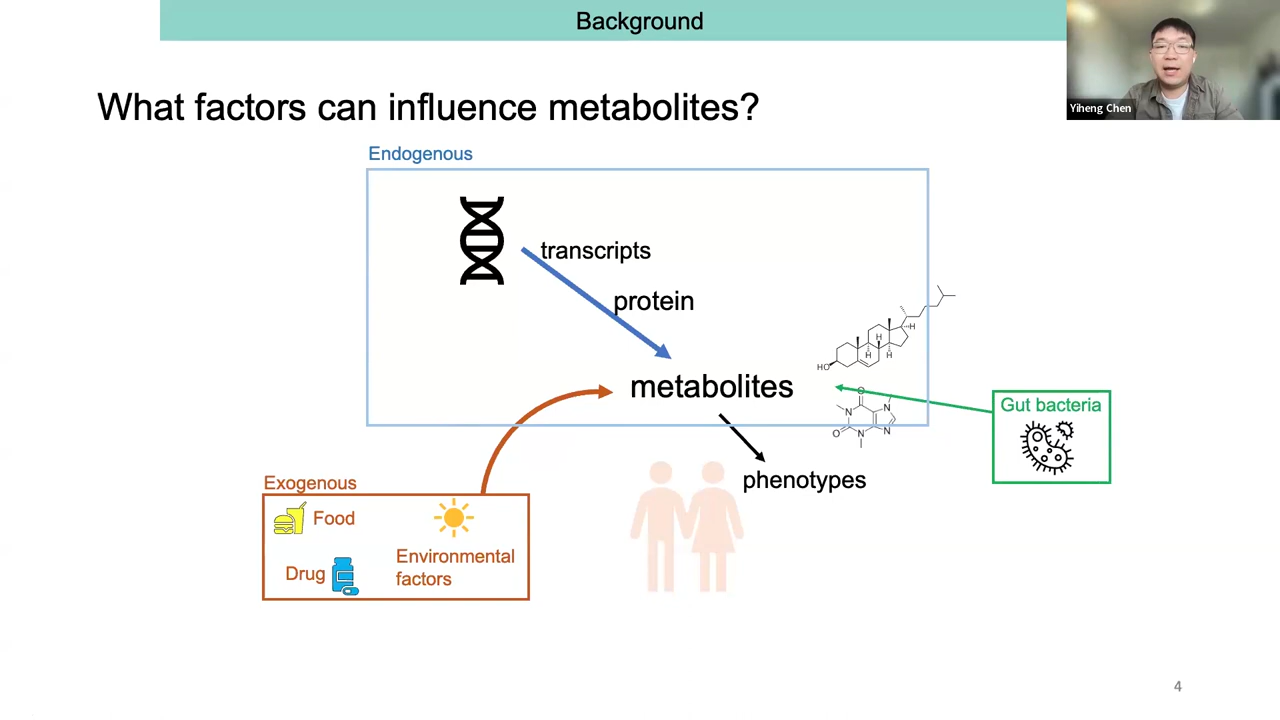 Background
Yiheng Chen
What factors can influence metabolites?
Endogenous
transcripts
protein
H
H
H
H
HO
metabolites
O
N
N
O
N
N
Gut bacteria
phenotypes
Exogenous
Food
Drug
Environmental
factors
4